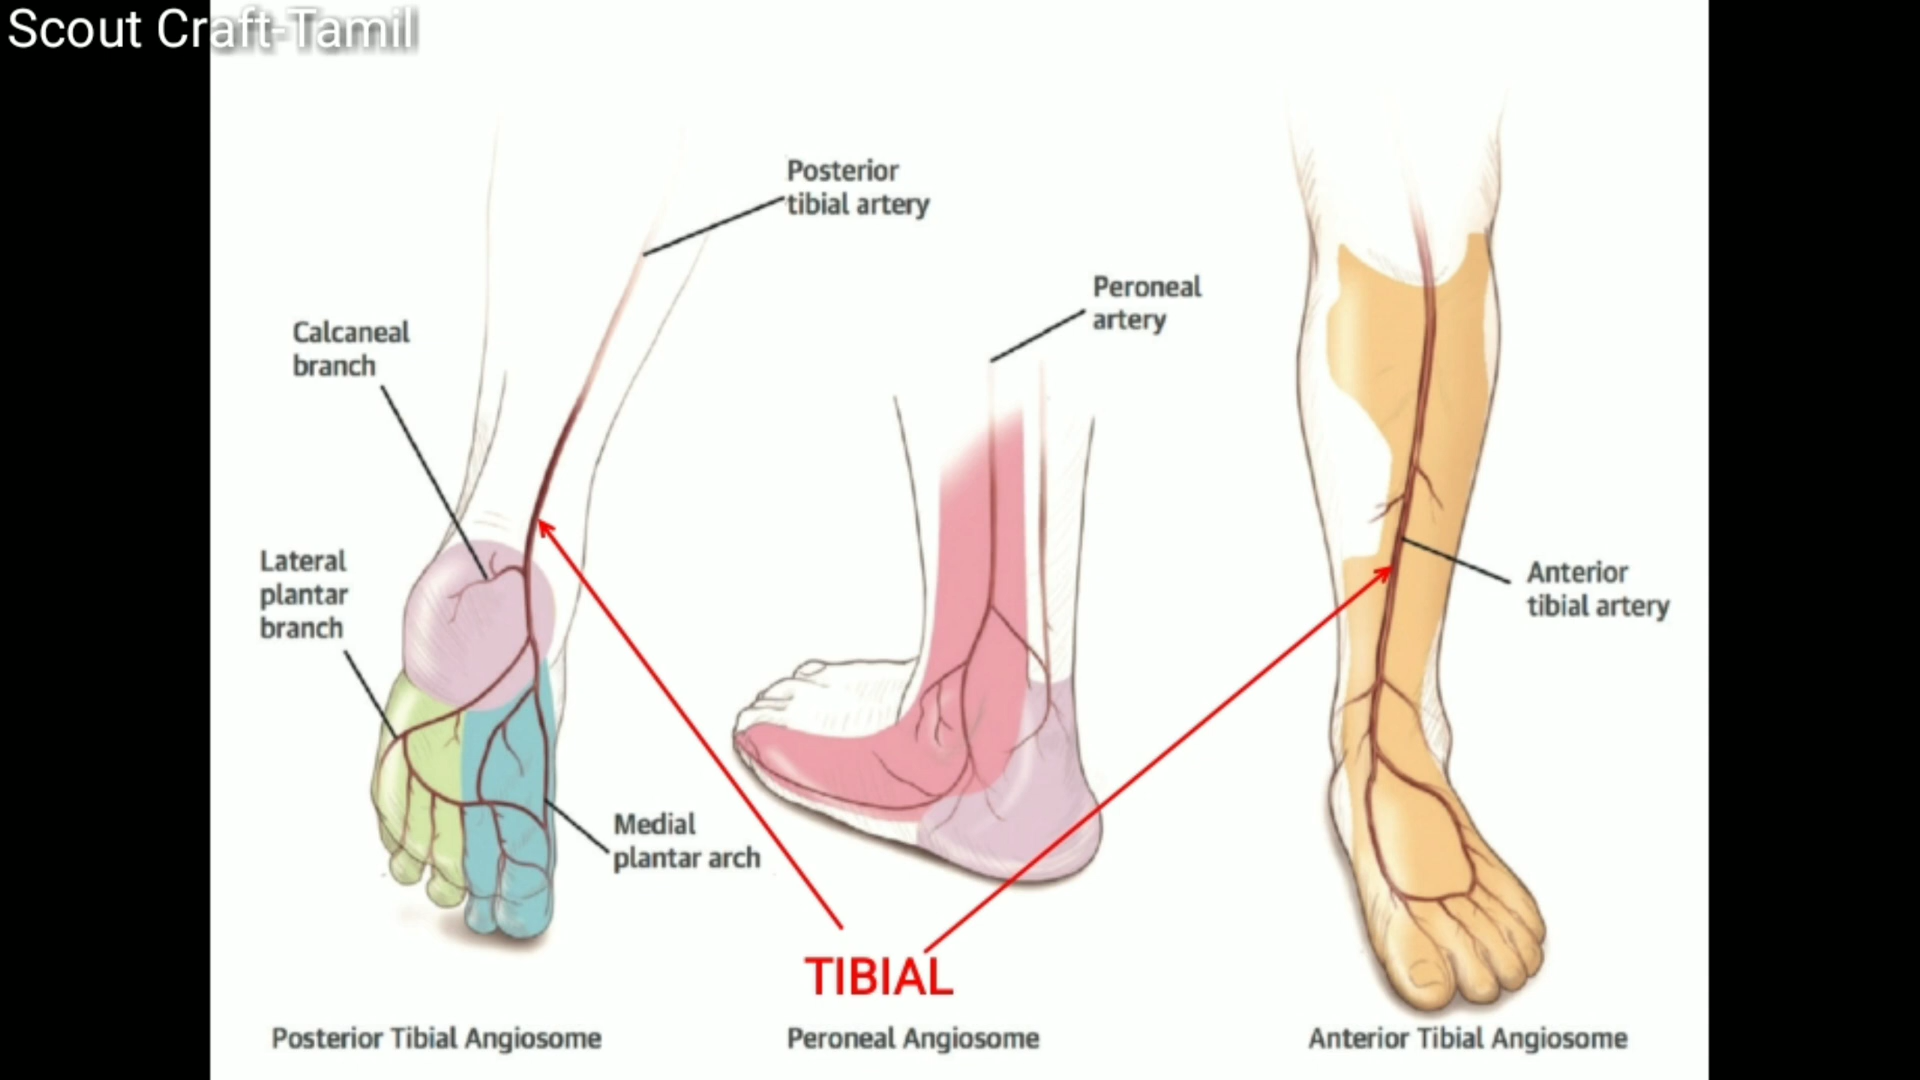 Scout Craft-Tamil
Posterior
tibial artery
Peroneal
artery
Calcaneal
branch
Lateral
plantar
branch
Anterior
tibial artery
Medial
plantar arch
TIBIAL
Posterior Tibial Angiosome
Peroneal Angiosome
Anterior Tibial Angiosome